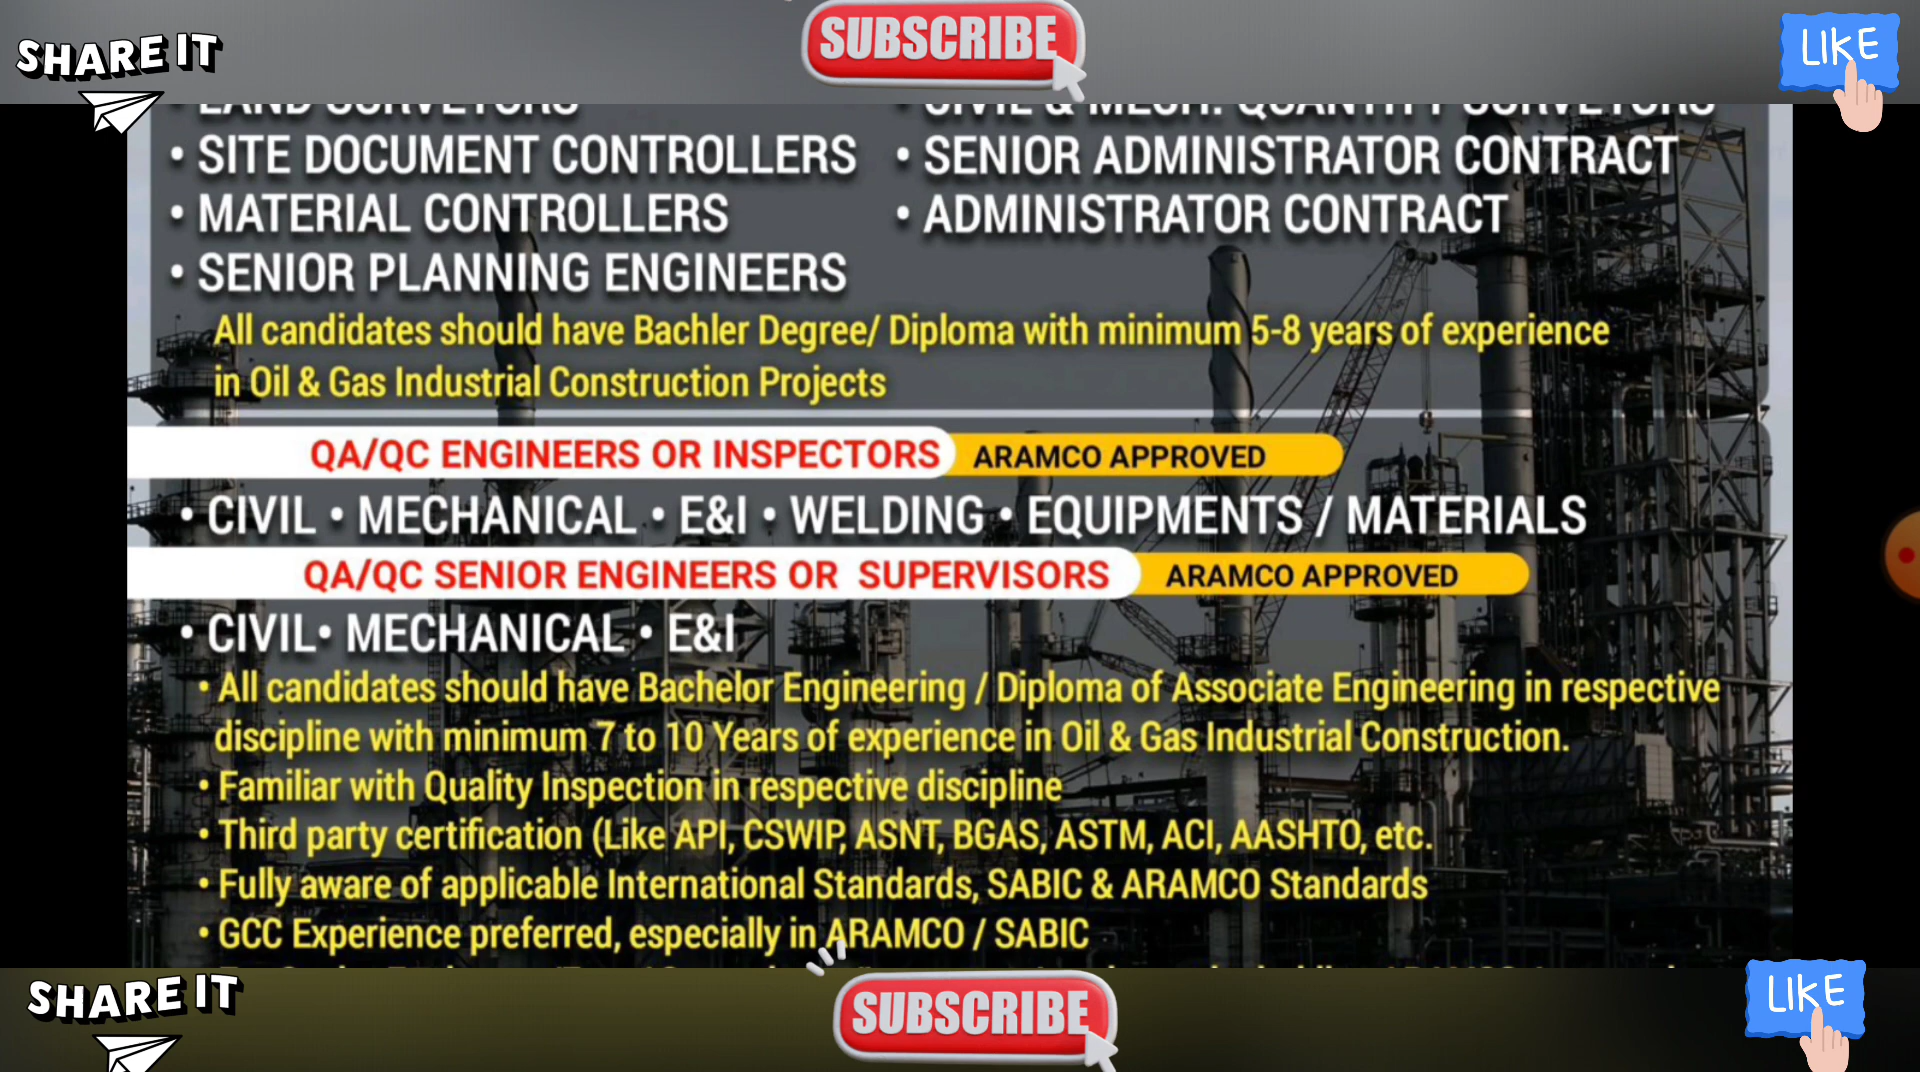 SHARE IT
SUBSCRIBE
LIKE
• LAND SURVEYORS
• CIVIL & MECH. QUANTITY SURVEYORS
• SITE DOCUMENT CONTROLLERS
• SENIOR ADMINISTRATOR CONTRACT
• MATERIAL CONTROLLERS
• ADMINISTRATOR CONTRACT
• SENIOR PLANNING ENGINEERS
All candidates should have Bachler Degree/ Diploma with minimum 5-8 years of experience
in Oil & Gas Industrial Construction Projects
QA/QC ENGINEERS OR INSPECTORS ARAMCO APPROVED
• CIVIL • MECHANICAL • E&I • WELDING • EQUIPMENTS / MATERIALS
QA/QC SENIOR ENGINEERS OR SUPERVISORS ARAMCO APPROVED
• CIVIL• MECHANICAL • E&I
• All candidates should have Bachelor Engineering / Diploma of Associate Engineering in respective
discipline with minimum 7 to 10 Years of experience in Oil & Gas Industrial Construction.
• Familiar with Quality Inspection in respective discipline
• Third party certification (Like API, CSWIP, ASNT, BGAS, ASTM, ACI, AASHTO, etc.
• Fully aware of applicable International Standards, SABIC & ARAMCO Standards
• GCC Experience preferred, especially in ARAMCO / SABIC
SHARE IT
SUBSCRIBE
LIKE